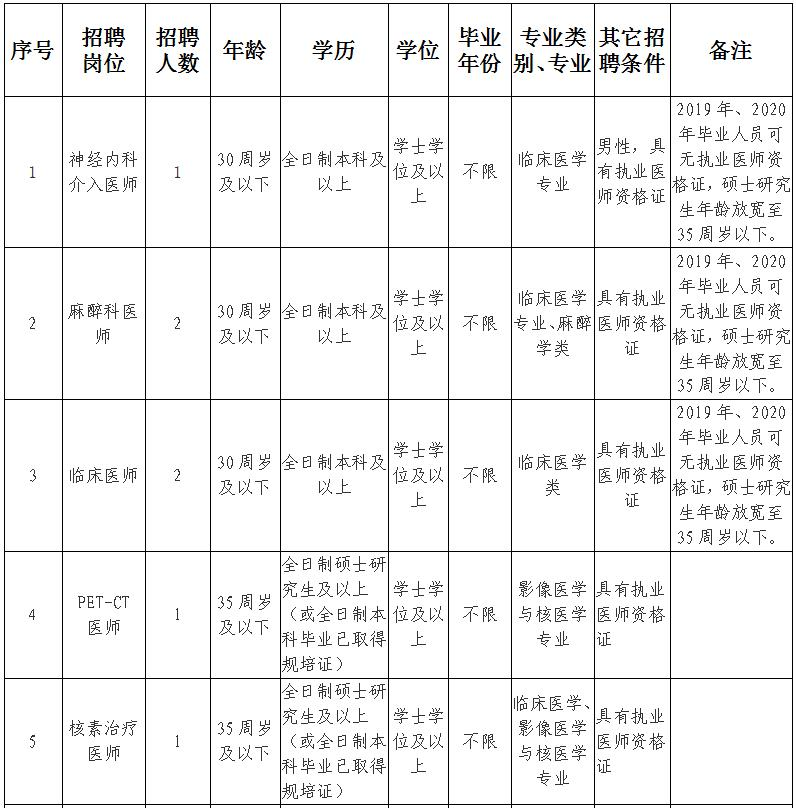 序号
招聘
岗位
招聘
人数
年龄
学历
学位
毕业
年份
专业类
别、专业
其它招
聘条件
备注
1
神经内科
介入医师
1
30周岁
及以下
全日制本科及
以上
学士学
位及以
上
不限
临床医学
专业
男性，具
有执业医
师资格证
2019年、2020
年毕业人员可
无执业医师资
格证，硕士研究
生年龄放宽至
35周岁以下。
2
麻醉科医
师
2
30周岁
及以下
全日制本科及
以上
学士学
位及以
上
不限
临床医学
专业、麻醉
学类
具有执业
医师资格
证
2019年、2020
年毕业人员可
无执业医师资
格证，硕士研究
生年龄放宽至
35周岁以下。
3
临床医师
2
30周岁
及以下
全日制本科及
以上
学士学
位及以
上
不限
临床医学
类
具有执业
医师资格
证
2019年、2020
年毕业人员可
无执业医师资
格证，硕士研究
生年龄放宽至
35周岁以下。
4
PET-CT
医师
1
35周岁
及以下
全日制硕士研
究生及以上
（或全日制本
科毕业已取得
规培证）
学士学
位及以
上
不限
影像医学
与核医学
专业
具有执业
医师资格
证
5
核素治疗
医师
1
35周岁
及以下
全日制硕士研
究生及以上
（或全日制本
科毕业已取得
规培证）
学士学
位及以
上
不限
临床医学、
影像医学
与核医学
专业
具有执业
医师资格
证